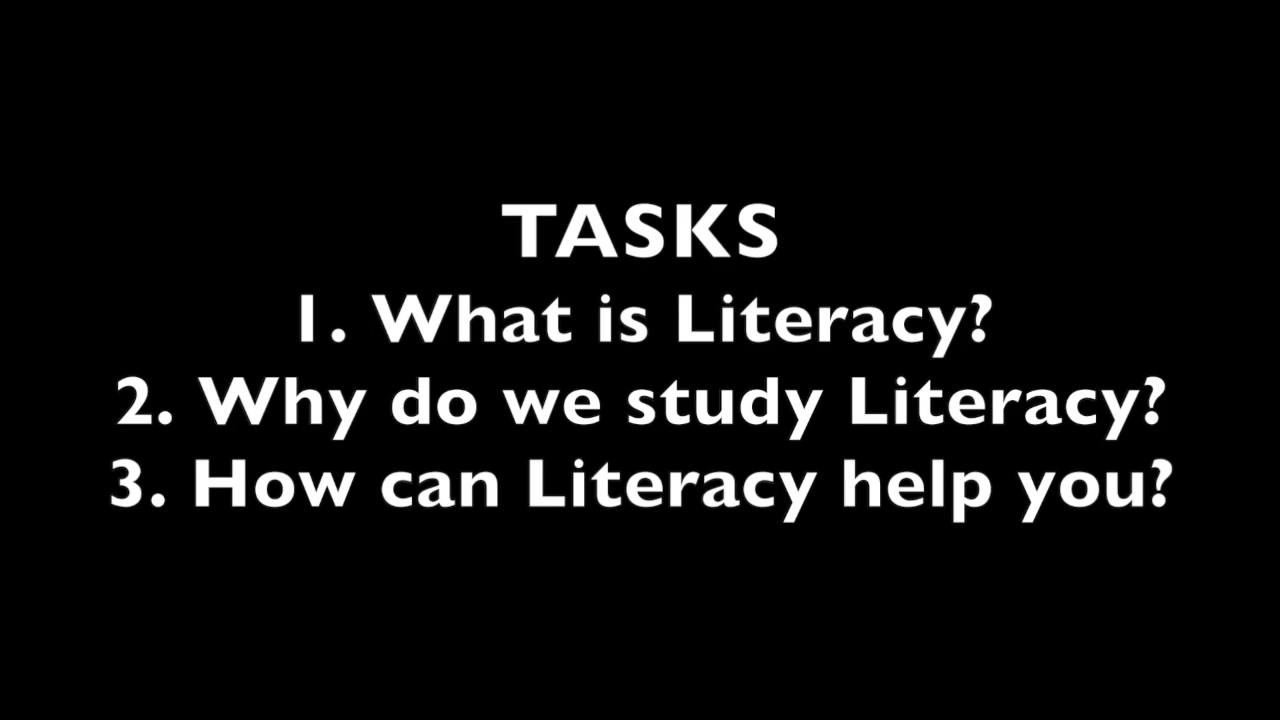 TASKS
1. What is Literacy?
2. Why do we study Literacy?
3. How can Literacy help you?